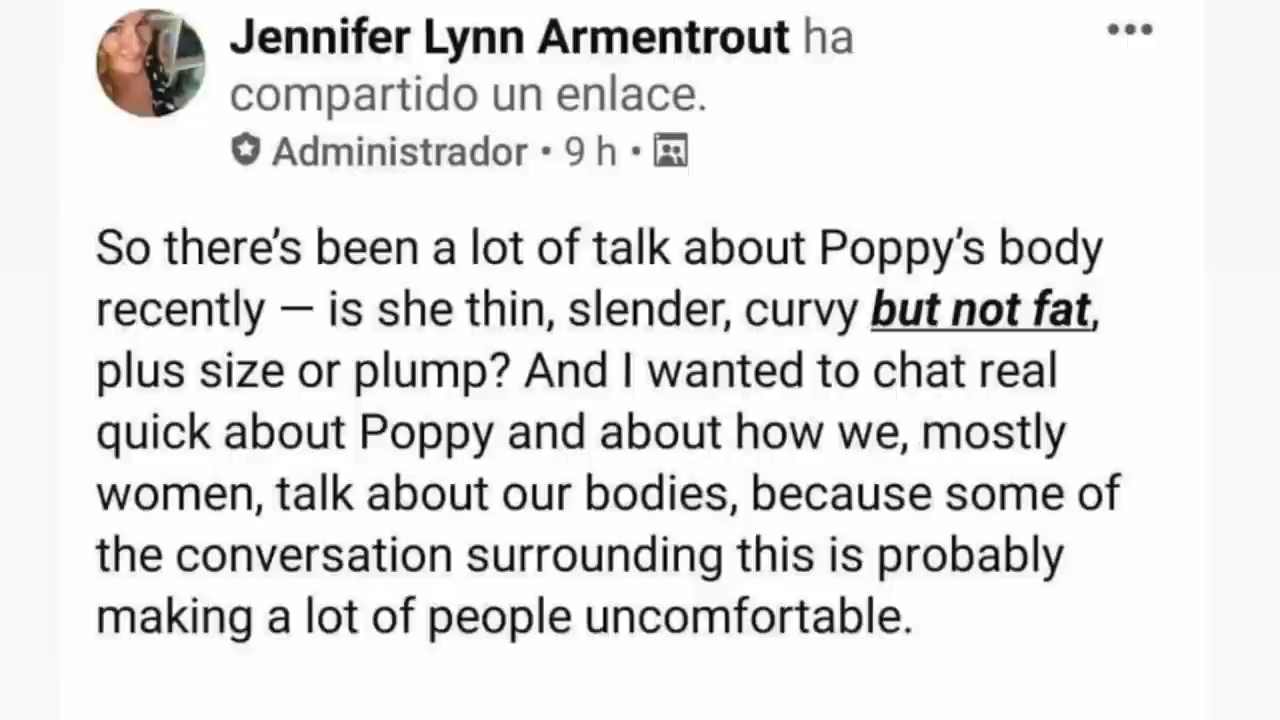 Jennifer Lynn Armentrout ha
compartido un enlace.
Administrador • 9 h •
So there's been a lot of talk about Poppy's body
recently — is she thin, slender, curvy but not fat,
plus size or plump? And I wanted to chat real
quick about Poppy and about how we, mostly
women, talk about our bodies, because some of
the conversation surrounding this is probably
making a lot of people uncomfortable.